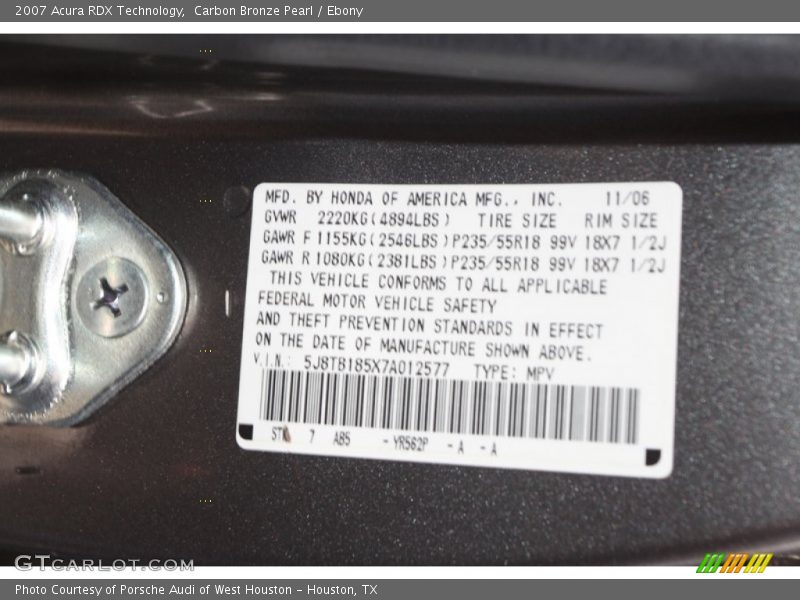 2007 Acura RDX Technology,  Carbon Bronze Pearl / Ebony
MFD. BY HONDA OF AMERICA MFG., INC. 11/06
GVWR 2220KG(4894LBS) TIRE SIZE RIM SIZE
GAWR F 1155KG(2546LBS) P235/55R18 99V 18X7 1/2J
GAWR R 1080KG(2381LBS) P235/55R18 99V 18X7 1/2J
THIS VEHICLE CONFORMS TO ALL APPLICABLE
FEDERAL MOTOR VEHICLE SAFETY
AND THEFT PREVENTION STANDARDS IN EFFECT
ON THE DATE OF MANUFACTURE SHOWN ABOVE.
V.I.N.: 5J8TB185X7A012577 TYPE: MPV
7 AB5 -YR562P -A -A
GTCARLOT.COM
Photo Courtesy of Porsche Audi of West Houston - Houston, TX